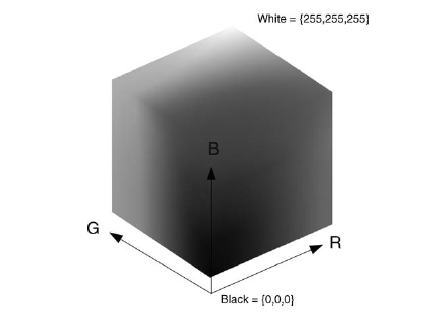 White = {255,255,255}
B
G
R
Black = {0,0,0}